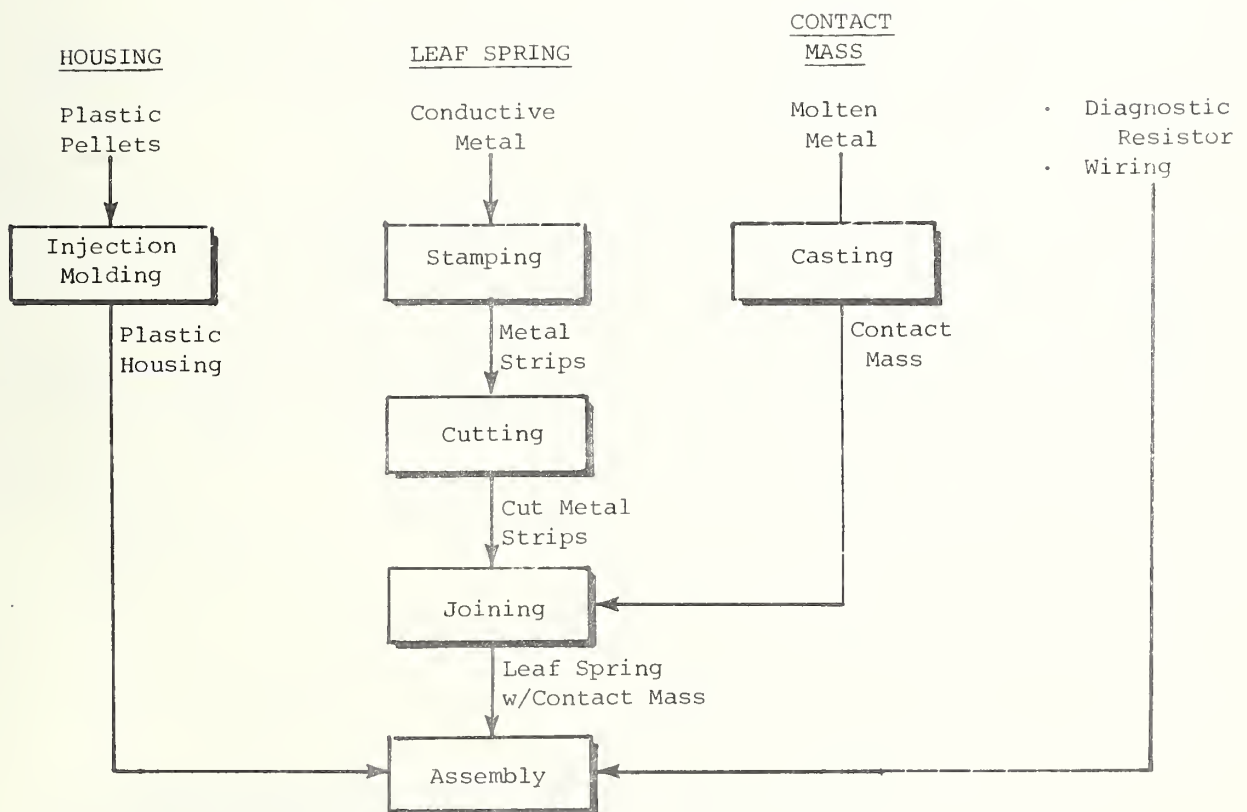 HOUSING
Plastic
Pellets
Injection
Molding
Plastic
Housing
LEAF SPRING
Conductive
Metal
Stamping
Metal
Strips
Cutting
Cut Metal
Strips
Joining
Leaf Spring
w/Contact Mass
Assembly
CONTACT
MASS
Molten
Metal
Casting
Contact
Mass
· Diagnostic
Resistor
· Wiring